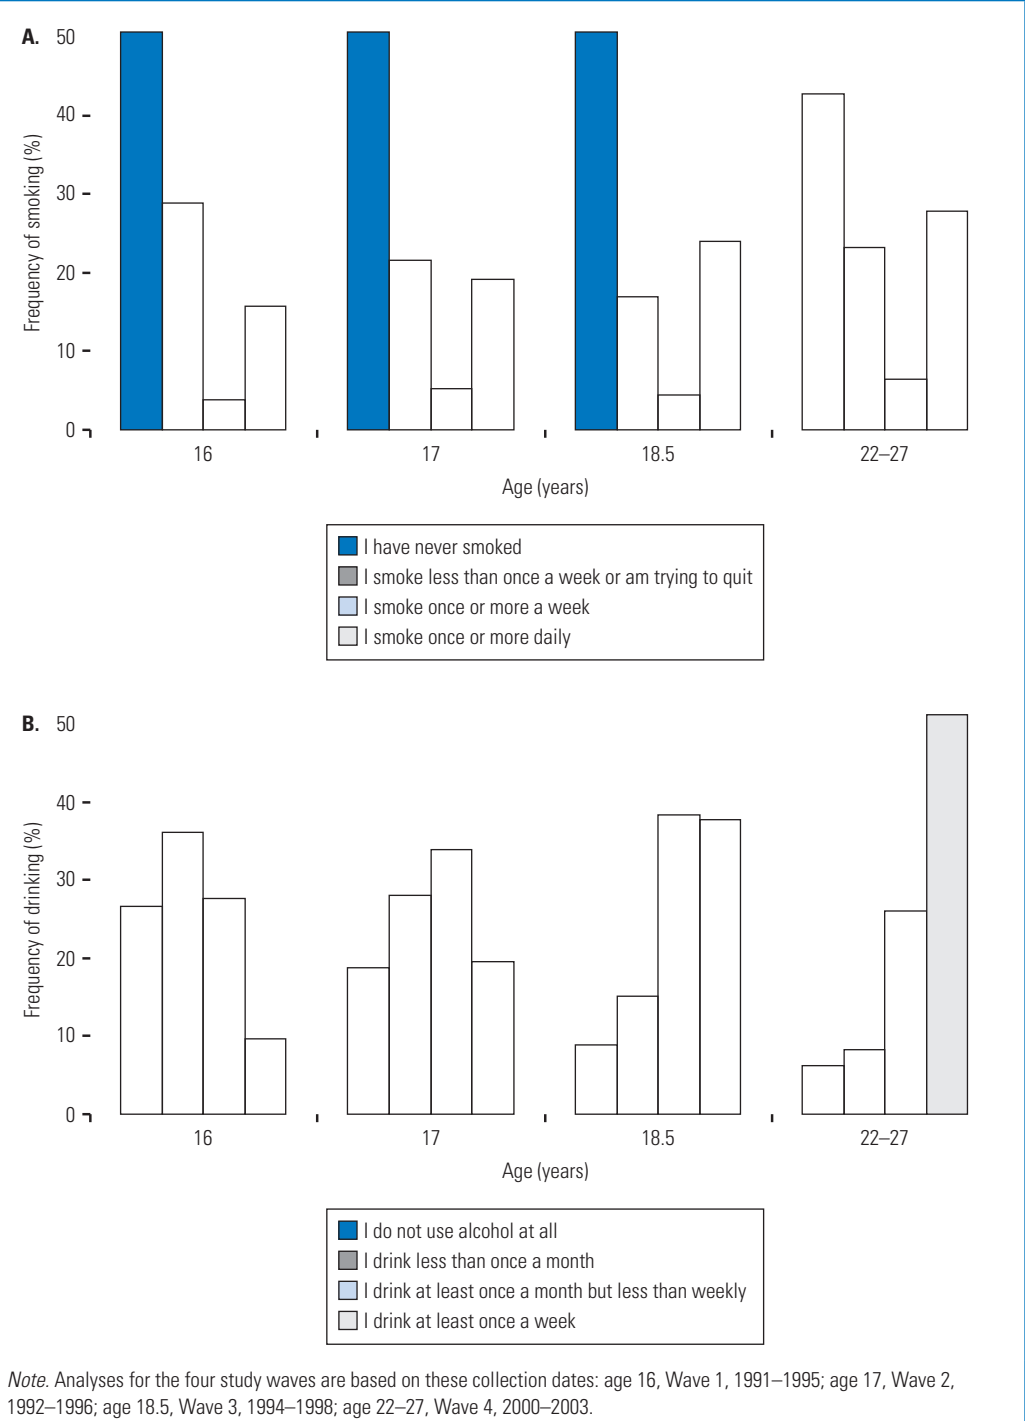 A.
50
40
30
20
10
0
Frequency of smoking (%)
16
17
18.5
22–27
Age (years)
I have never smoked
I smoke less than once a week or am trying to quit
I smoke once or more a week
I smoke once or more daily
B.
50
40
30
20
10
0
Frequency of drinking (%)
16
17
18.5
22–27
Age (years)
I do not use alcohol at all
I drink less than once a month
I drink at least once a month but less than weekly
I drink at least once a week
Note. Analyses for the four study waves are based on these collection dates: age 16, Wave 1, 1991–1995; age 17, Wave 2,
1992–1996; age 18.5, Wave 3, 1994–1998; age 22–27, Wave 4, 2000–2003.